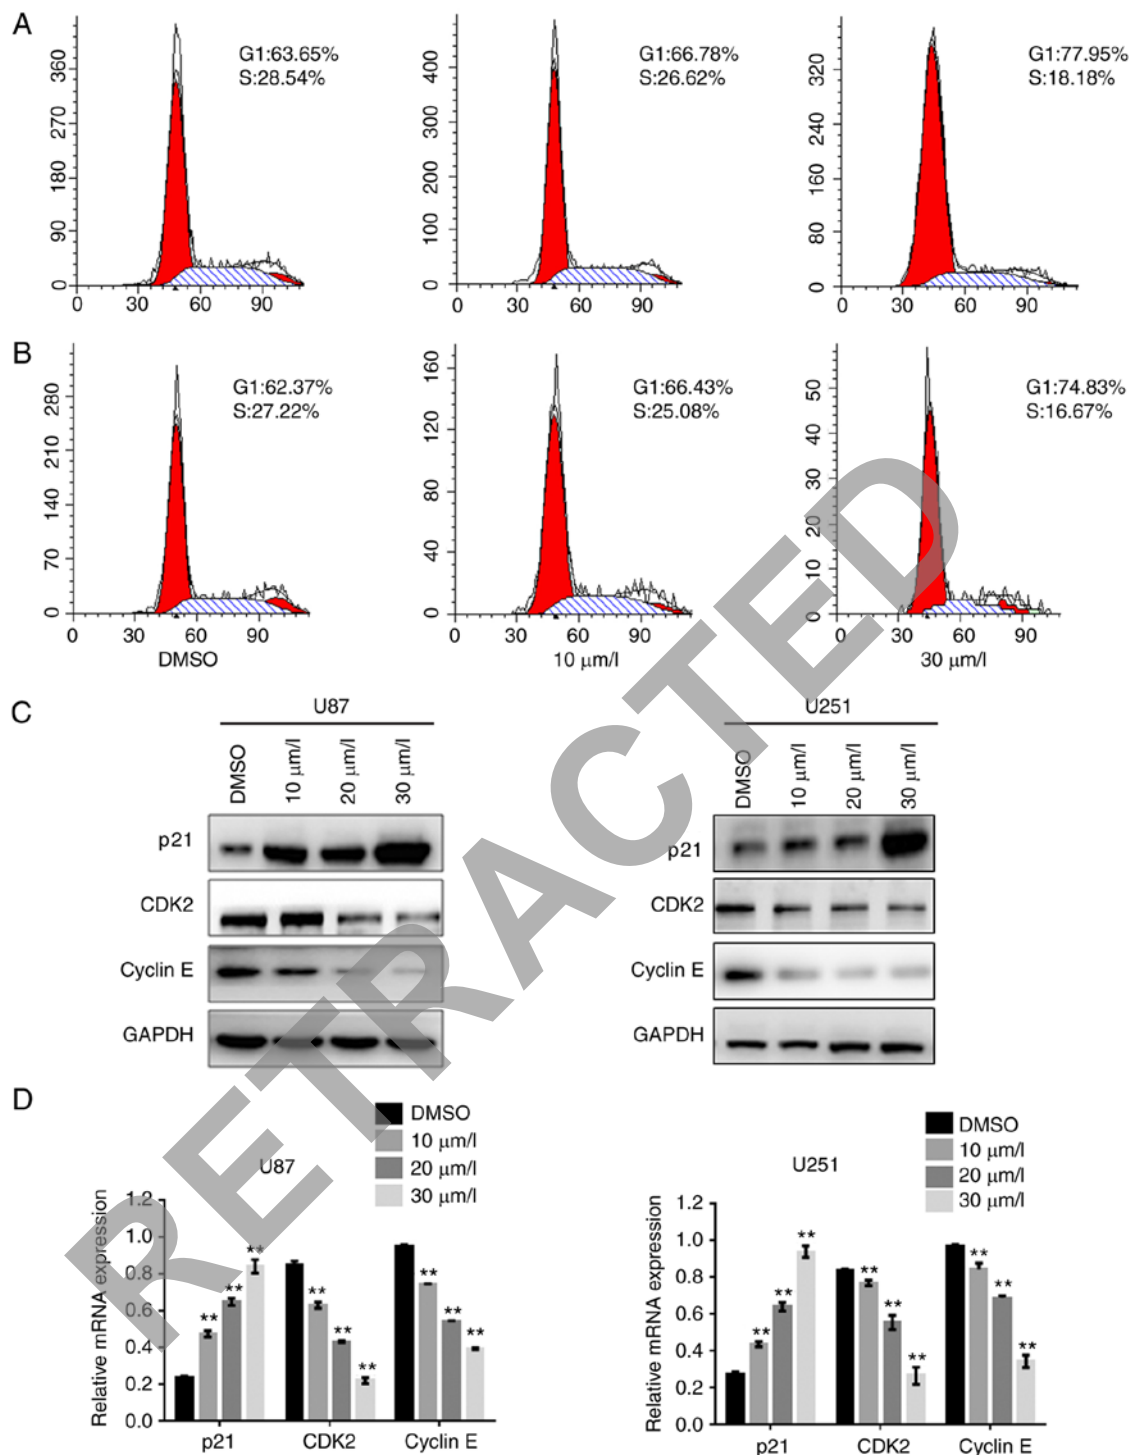 A
G1:63.65%
S:28.54%
G1:66.78%
S:26.62%
G1:77.95%
S:18.18%
360
270
180
90
0
0 30 60 90
400
300
200
100
0
0 30 60 90
320
240
160
80
0
0 30 60 90
B
G1:62.37%
S:27.22%
G1:66.43%
S:25.08%
G1:74.83%
S:16.67%
280
210
140
70
0
0 30 60 90
DMSO
160
120
80
40
0
0 30 60 90
10 µm/l
50
40
30
20
10
0
0 30 60 90
30 µm/l
C
U87
DMSO
10 µm/l
20 µm/l
30 µm/l
p21
CDK2
Cyclin E
GAPDH
U251
DMSO
10 µm/l
20 µm/l
30 µm/l
p21
CDK2
Cyclin E
GAPDH
D
DMSO
10 µm/l
20 µm/l
30 µm/l
U87
Relative mRNA expression
1.2
1.0
0.8
0.6
0.4
0.2
0.0
** ** **
** ** **
** ** **
p21 CDK2 Cyclin E
DMSO
10 µm/l
20 µm/l
30 µm/l
U251
Relative mRNA expression
1.2
1.0
0.8
0.6
0.4
0.2
0.0
** ** **
** ** **
** ** **
p21 CDK2 Cyclin E
RETRACTED